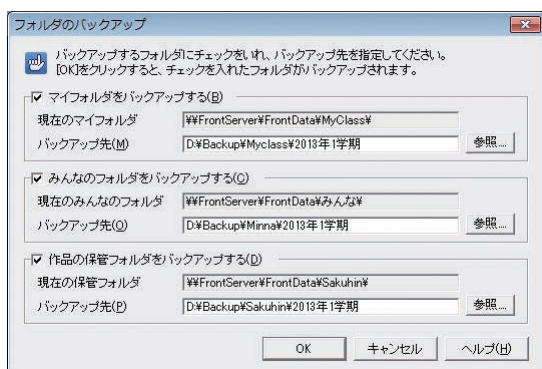 フォルダのバックアップ
バックアップするフォルダにチェックをいれ、バックアップ先を指定してください。
[OK]をクリックすると、チェックを入れたフォルダがバックアップされます。
マイフォルダをバックアップする(B)
現在のマイフォルダ ¥¥FrontServer¥FrontData¥MyClass¥
バックアップ先(M) D:¥Backup¥Myclass¥2013年1学期 参照...
みんなのフォルダをバックアップする(C)
現在のみんなのフォルダ ¥¥FrontServer¥FrontData¥みんな¥
バックアップ先(O) D:¥Backup¥Minna¥2013年1学期 参照...
作品の保管フォルダをバックアップする(D)
現在の保管フォルダ ¥¥FrontServer¥FrontData¥Sakuhin¥
バックアップ先(P) D:¥Backup¥Sakuhin¥2013年1学期 参照...
OK キャンセル ヘルプ(H)